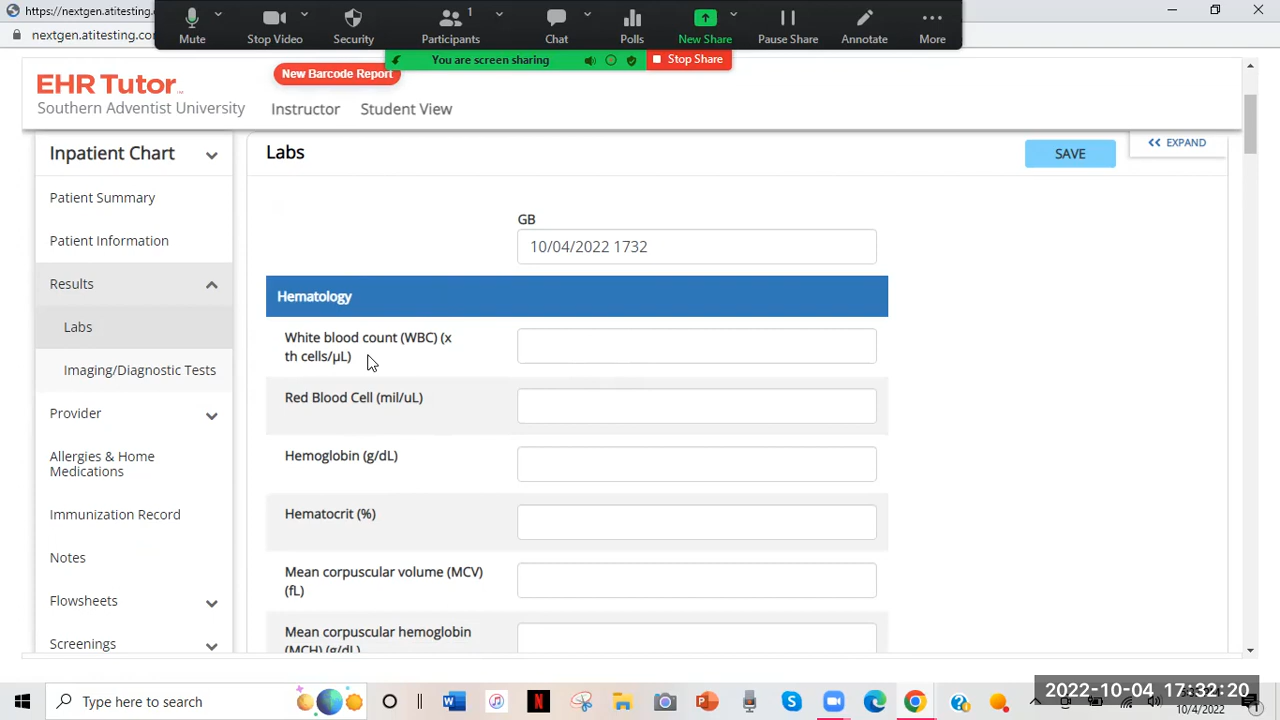 https://nextgen.atitesting.
nextgen.atitesting.co
Mute
Stop Video
Security
1
Participants
Chat
Polls
New Share
Pause Share
Annotate
More
You are screen sharing
Stop Share
EHR Tutor
Southern Adventist University
New Barcode Report
Instructor
Student View
Inpatient Chart
Patient Summary
Patient Information
Results
Labs
Imaging/Diagnostic Tests
Provider
Allergies & Home
Medications
Immunization Record
Notes
Flowsheets
Screenings
Labs
SAVE
EXPAND
GB
10/04/2022 1732
Hematology
White blood count (WBC) (x
th cells/µL)
Red Blood Cell (mil/uL)
Hemoglobin (g/dL)
Hematocrit (%)
Mean corpuscular volume (MCV)
(fL)
Mean corpuscular hemoglobin
(MCH) (g/dL)
Type here to search
2022-10-04 17:32:20
10/4/2022